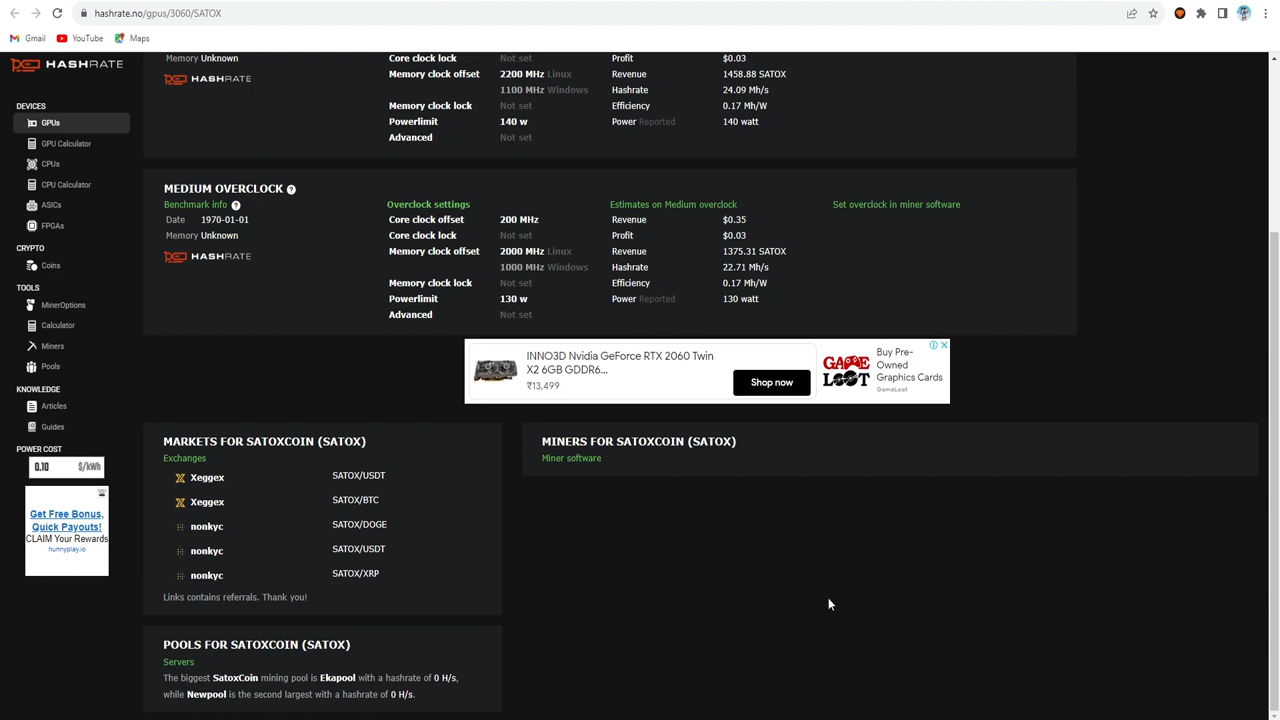 hashrate.no/gpus/3060/SATOX
Gmail YouTube Maps
HASHRATE
DEVICES
GPUs
GPU Calculator
CPUs
CPU Calculator
ASICs
FPGAs
CRYPTO
Coins
TOOLS
MinerOptions
Calculator
Miners
Pools
KNOWLEDGE
Articles
Guides
POWER COST
0.10 $/kWh
Get Free Bonus,
Quick Payouts!
CLAIM Your Rewards
hunnyplay.io
Memory Unknown
HASHRATE
Core clock lock Not set
Memory clock offset 2200 MHz Linux
1100 MHz Windows
Memory clock lock Not set
Powerlimit 140 w
Advanced Not set
Profit $0.03
Revenue 1458.88 SATOX
Hashrate 24.09 Mh/s
Efficiency 0.17 Mh/W
Power Reported 140 watt
MEDIUM OVERCLOCK ?
Benchmark info ?
Date 1970-01-01
Memory Unknown
HASHRATE
Overclock settings
Core clock offset 200 MHz
Core clock lock Not set
Memory clock offset 2000 MHz Linux
1000 MHz Windows
Memory clock lock Not set
Powerlimit 130 w
Advanced Not set
Estimates on Medium overclock
Revenue $0.35
Profit $0.03
Revenue 1375.31 SATOX
Hashrate 22.71 Mh/s
Efficiency 0.17 Mh/W
Power Reported 130 watt
Set overclock in miner software
INNO3D Nvidia GeForce RTX 2060 Twin
X2 6GB GDDR6...
₹13,499
Shop now
GAME
LOOT
Buy Pre-
Owned
Graphics Cards
GameLoot
MARKETS FOR SATOXCOIN (SATOX)
Exchanges
Xeggex SATOX/USDT
Xeggex SATOX/BTC
nonkyc SATOX/DOGE
nonkyc SATOX/USDT
nonkyc SATOX/XRP
Links contains referrals. Thank you!
MINERS FOR SATOXCOIN (SATOX)
Miner software
POOLS FOR SATOXCOIN (SATOX)
Servers
The biggest SatoxCoin mining pool is Ekapool with a hashrate of 0 H/s,
while Newpool is the second largest with a hashrate of 0 H/s.